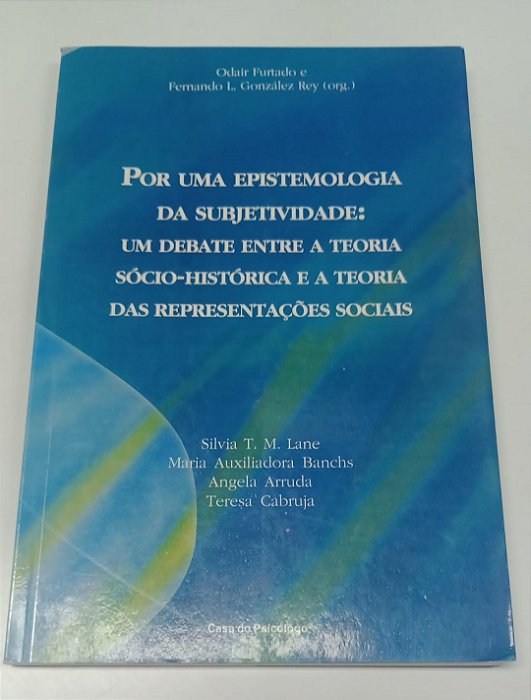 Odair Furtado e
Fernando L. González Rey (org.)
POR UMA EPISTEMOLOGIA
DA SUBJETIVIDADE:
UM DEBATE ENTRE A TEORIA
SÓCIO-HISTÓRICA E A TEORIA
DAS REPRESENTAÇÕES SOCIAIS
Silvia T. M. Lane
Maria Auxiliadora Banchs
Angela Arruda
Teresa Cabruja
Casa do Psicólogo